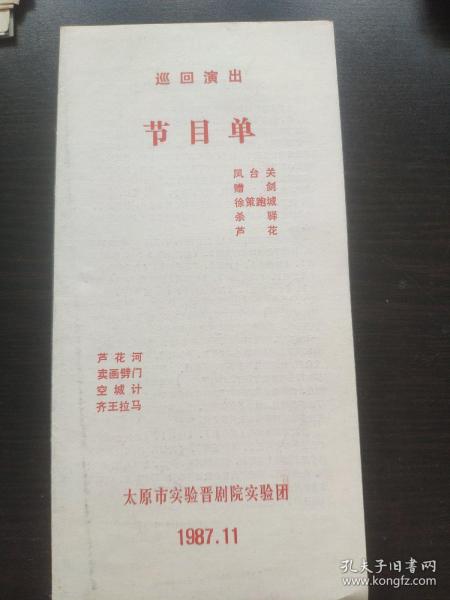 巡回演出
节目单
凤台关
赠剑
徐策跑城
杀驿
芦花
芦花河
卖画劈门
空城计
齐王拉马
太原市实验晋剧院实验团
1987.11
孔夫子旧书网
www.kongfz.com